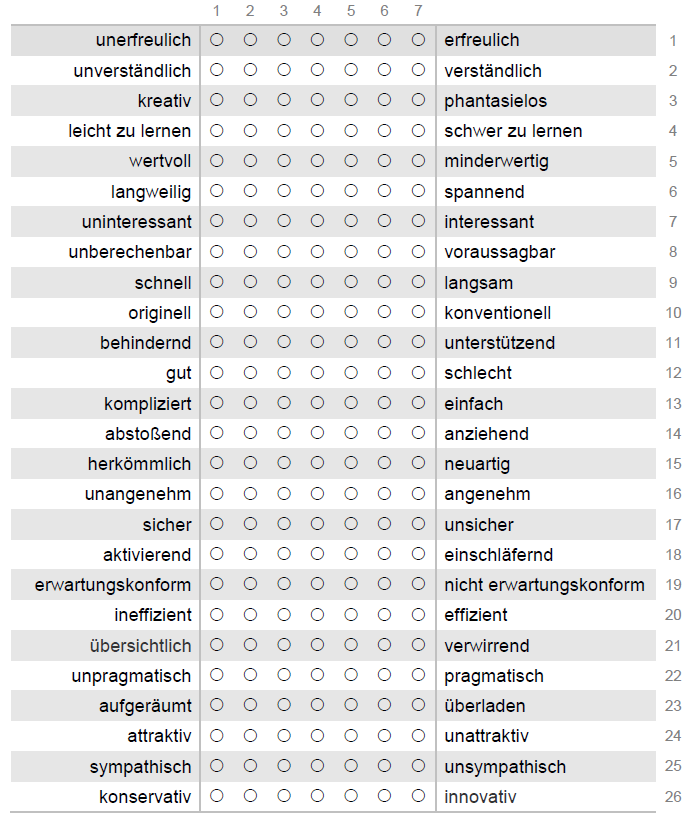 1 2 3 4 5 6 7
unerfreulich erfreulich 1
unverständlich verständlich 2
kreativ phantasielos 3
leicht zu lernen schwer zu lernen 4
wertvoll minderwertig 5
langweilig spannend 6
uninteressant interessant 7
unberechenbar voraussagbar 8
schnell langsam 9
originell konventionell 10
behindernd unterstützend 11
gut schlecht 12
kompliziert einfach 13
abstoßend anziehend 14
herkömmlich neuartig 15
unangenehm angenehm 16
sicher unsicher 17
aktivierend einschläfernd 18
erwartungskonform nicht erwartungskonform 19
ineffizient effizient 20
übersichtlich verwirrend 21
unpragmatisch pragmatisch 22
aufgeräumt überladen 23
attraktiv unattraktiv 24
sympathisch unsympathisch 25
konservativ innovativ 26